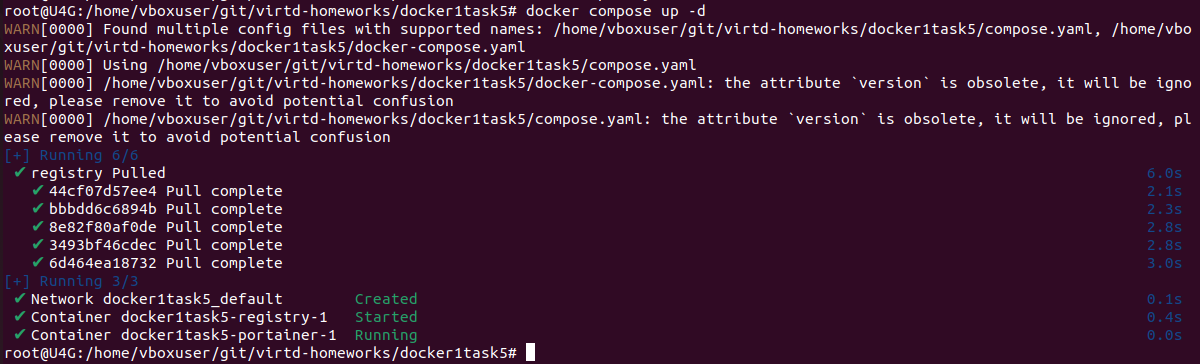 root@U4G:/home/vboxuser/git/virtd-homeworks/docker1task5# docker compose up -d
WARN[0000] Found multiple config files with supported names: /home/vboxuser/git/virtd-homeworks/docker1task5/compose.yaml, /home/vbo
xuser/git/virtd-homeworks/docker1task5/docker-compose.yaml
WARN[0000] Using /home/vboxuser/git/virtd-homeworks/docker1task5/compose.yaml
WARN[0000] /home/vboxuser/git/virtd-homeworks/docker1task5/docker-compose.yaml: the attribute `version` is obsolete, it will be igno
red, please remove it to avoid potential confusion
WARN[0000] /home/vboxuser/git/virtd-homeworks/docker1task5/compose.yaml: the attribute `version` is obsolete, it will be ignored, pl
ease remove it to avoid potential confusion
[+] Running 6/6
✔ registry Pulled 6.0s
✔ 44cf07d57ee4 Pull complete 2.1s
✔ bbbdd6c6894b Pull complete 2.3s
✔ 8e82f80af0de Pull complete 2.8s
✔ 3493bf46cdec Pull complete 2.8s
✔ 6d464ea18732 Pull complete 3.0s
[+] Running 3/3
✔ Network docker1task5_default Created 0.1s
✔ Container docker1task5-registry-1 Started 0.4s
✔ Container docker1task5-portainer-1 Running 0.0s
root@U4G:/home/vboxuser/git/virtd-homeworks/docker1task5#